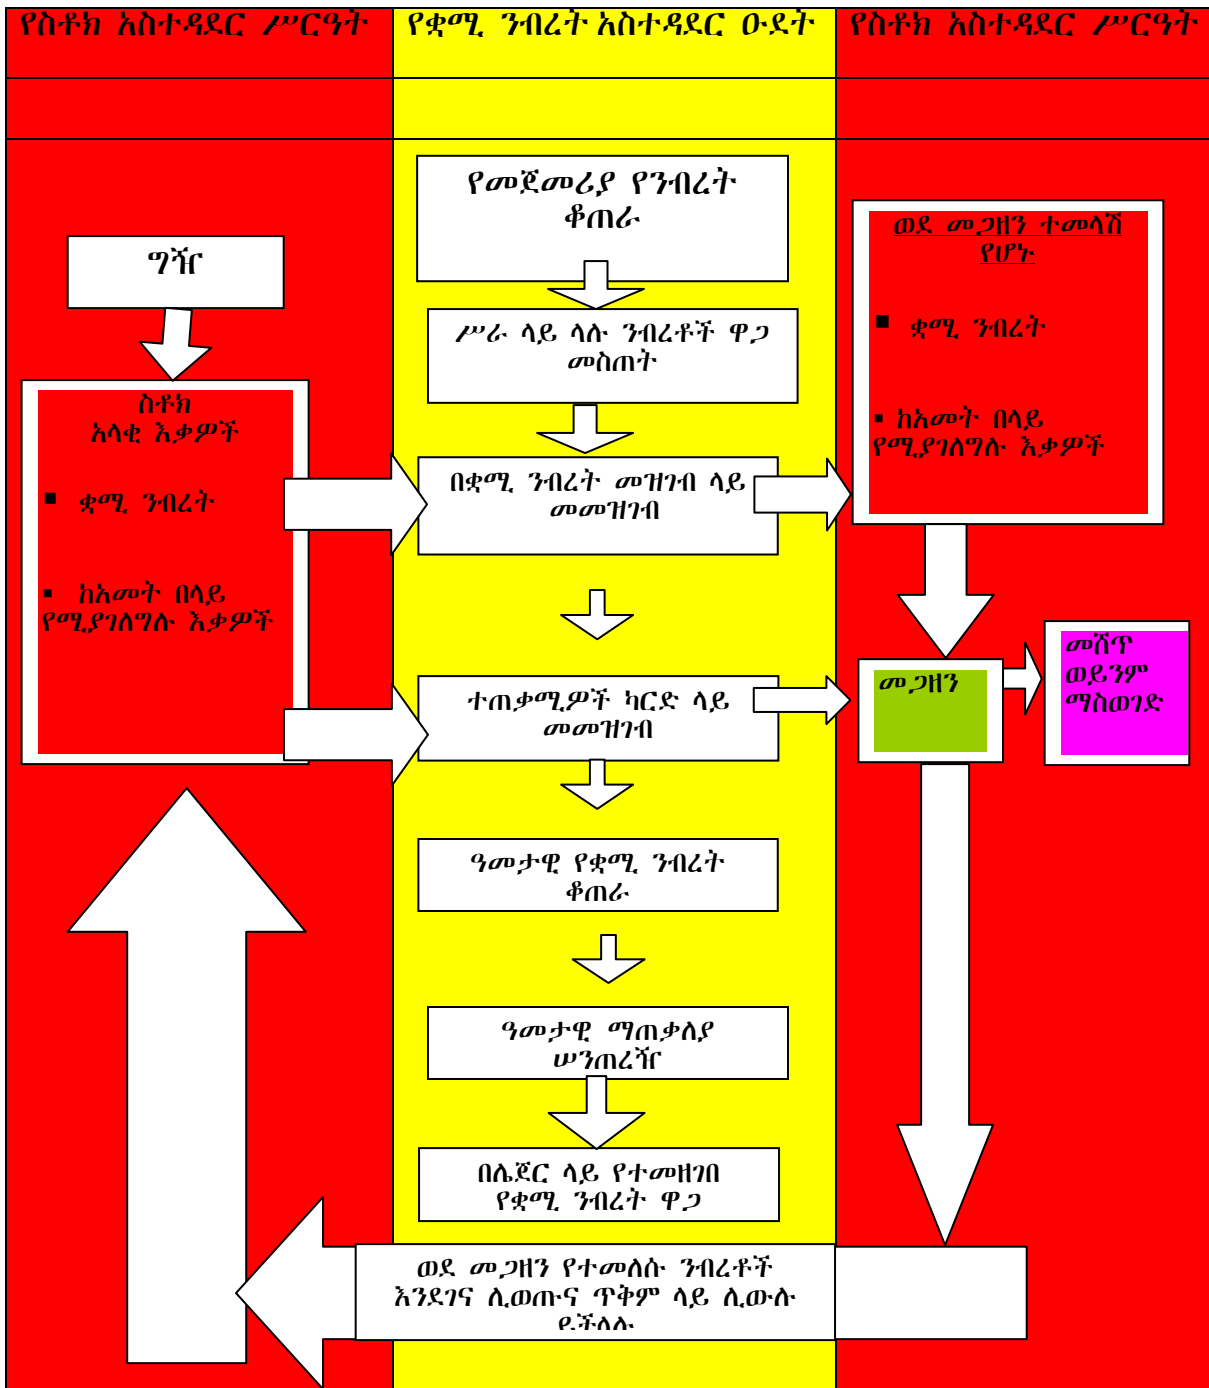 የስቶክ አስተዳደር ሥርዓት
የቋሚ ንብረት አስተዳደር ዑደት
የስቶክ አስተዳደር ሥርዓት
ግዥ
ስቶክ
አላቂ እቃዎች
▪ ቋሚ ንብረት
▪ ከአመት በላይ
የሚያገለግሉ እቃዎች
የመጀመሪያ የንብረት
ቆጠራ
ሥራ ላይ ላሉ ንብረቶች ዋጋ
መስጠት
በቋሚ ንብረት መዝገብ ላይ
መመዝገብ
ተጠቃሚዎች ካርድ ላይ
መመዝገብ
ዓመታዊ የቋሚ ንብረት
ቆጠራ
ዓመታዊ ማጠቃለያ
ሠንጠረዥ
በሌጀር ላይ የተመዘገበ
የቋሚ ንብረት ዋጋ
ወደ መጋዘን የተመለሱ ንብረቶች
እንደገና ሊወጡና ጥቅም ላይ ሊውሉ
ይችላሉ
ወደ መጋዘን ተመላሽ
የሆኑ
▪ ቋሚ ንብረት
▪ ከአመት በላይ
የሚያገለግሉ እቃዎች
መጋዘን
መሸጥ
ወይንም
ማስወገድ